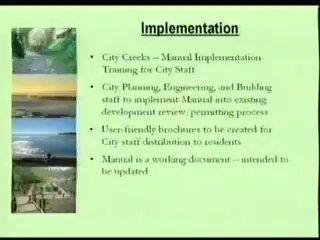 Implementation
• City Creeks – Manual Implementation
Training for City Staff
• City Planning, Engineering, and Building
staff to implement Manual into existing
development review/permitting process
• User-friendly brochures to be created for
City staff distribution to residents
• Manual is a working document – intended to
be updated